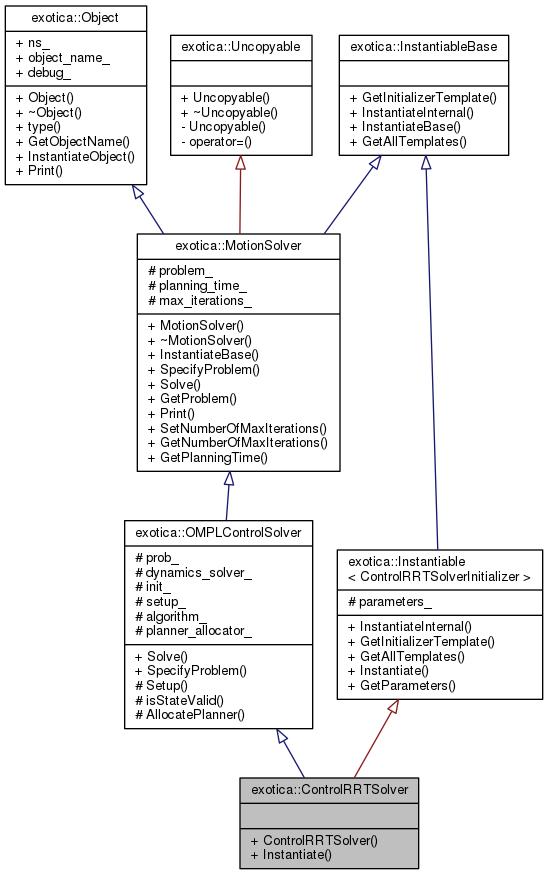 exotica::Object
+ ns_
+ object_name_
+ debug_
+ Object()
+ ~Object()
+ type()
+ GetObjectName()
+ InstantiateObject()
+ Print()
exotica::Uncopyable
+ Uncopyable()
+ ~Uncopyable()
- Uncopyable()
- operator=()
exotica::InstantiableBase
+ GetInitializerTemplate()
+ InstantiateInternal()
+ InstantiateBase()
+ GetAllTemplates()
exotica::MotionSolver
# problem_
# planning_time_
# max_iterations_
+ MotionSolver()
+ ~MotionSolver()
+ InstantiateBase()
+ SpecifyProblem()
+ Solve()
+ GetProblem()
+ Print()
+ SetNumberOfMaxIterations()
+ GetNumberOfMaxIterations()
+ GetPlanningTime()
exotica::OMPLControlSolver
# prob_
# dynamics_solver_
# init_
# setup_
# algorithm_
# planner_allocator_
+ Solve()
+ SpecifyProblem()
# Setup()
# isStateValid()
# AllocatePlanner()
exotica::Instantiable
< ControlRRTSolverInitializer >
# parameters_
+ InstantiateInternal()
+ GetInitializerTemplate()
+ GetAllTemplates()
+ Instantiate()
+ GetParameters()
exotica::ControlRRTSolver
+ ControlRRTSolver()
+ Instantiate()